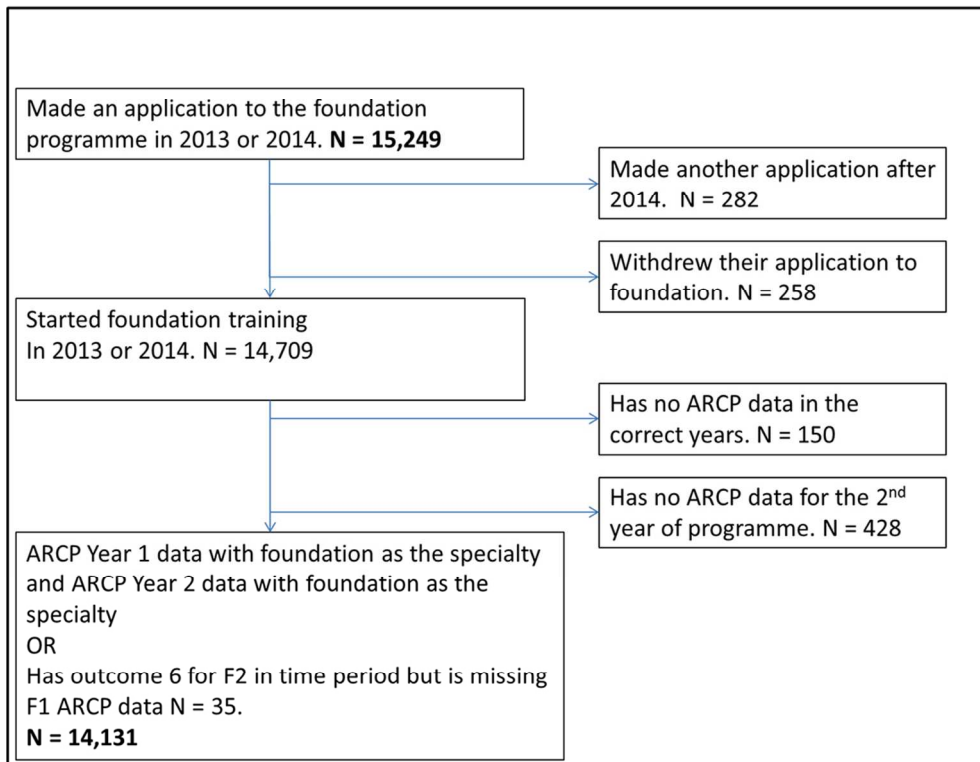 Made an application to the foundation
programme in 2013 or 2014. N = 15,249
Made another application after
2014. N = 282
Withdrew their application to
foundation. N = 258
Started foundation training
In 2013 or 2014. N = 14,709
Has no ARCP data in the
correct years. N = 150
Has no ARCP data for the 2nd
year of programme. N = 428
ARCP Year 1 data with foundation as the specialty
and ARCP Year 2 data with foundation as the
specialty
OR
Has outcome 6 for F2 in time period but is missing
F1 ARCP data N = 35.
N = 14,131